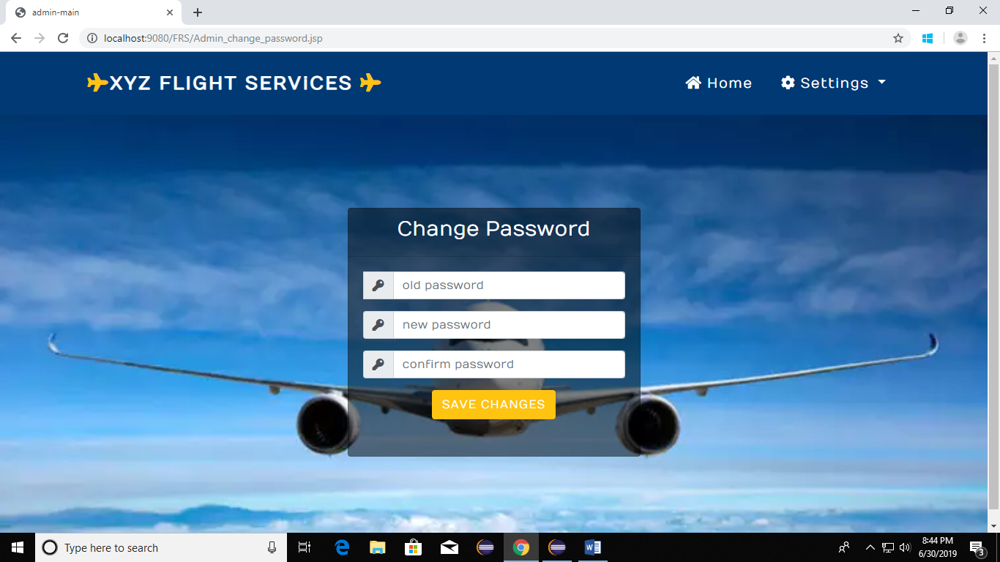 admin-main
localhost:9080/FRS/Admin_change_password.jsp
XYZ FLIGHT SERVICES
Home
Settings
Change Password
old password
new password
confirm password
SAVE CHANGES
Type here to search
8:44 PM
6/30/2019
3